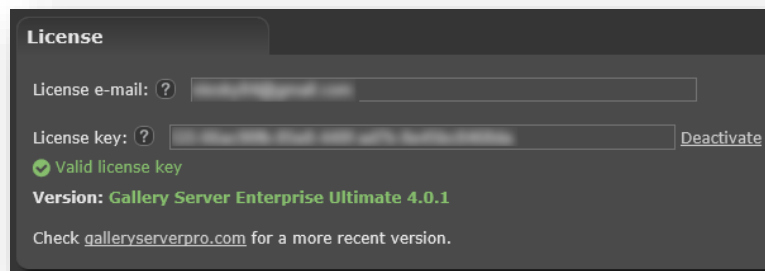 License
License e-mail: ?
License key: ? Deactivate
Valid license key
Version: Gallery Server Enterprise Ultimate 4.0.1
Check galleryserverpro.com for a more recent version.